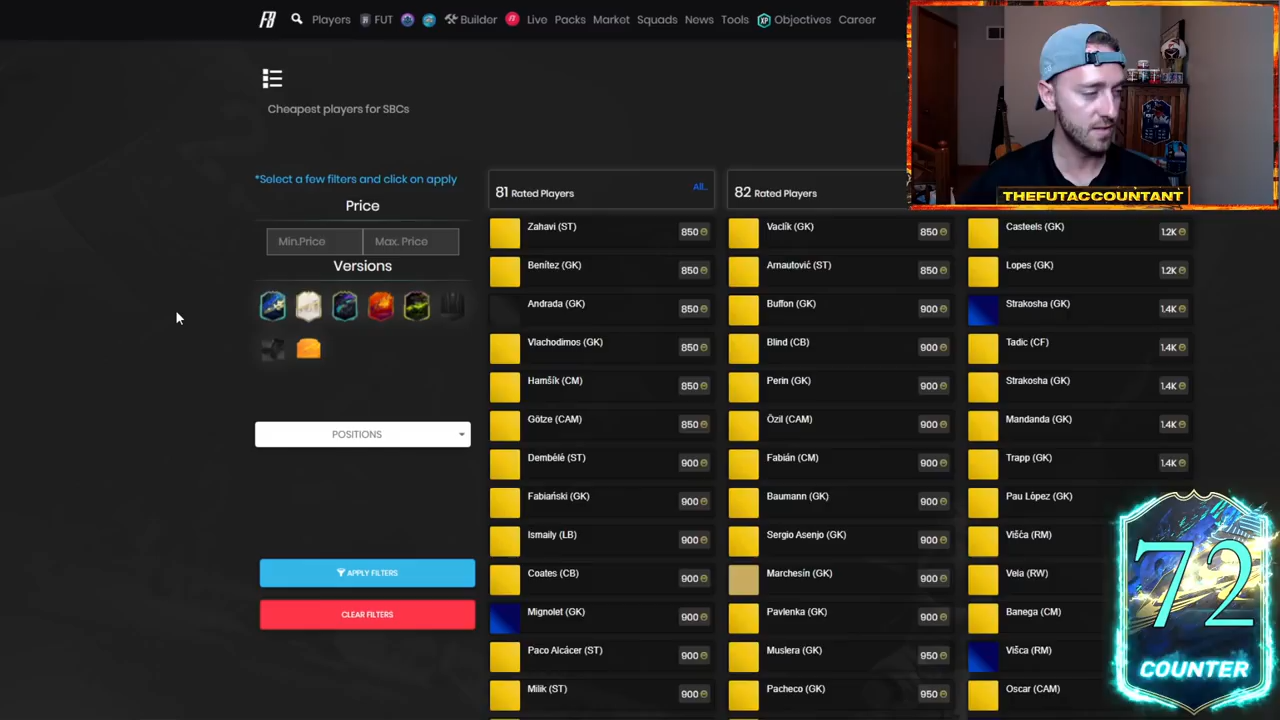 Players FUT Builder Live Packs Market Squads News Tools XP Objectives Career
Cheapest players for SBCs
THEFUTACCOUNTANT
*Select a few filters and click on apply
Price
Min.Price Max. Price
Versions
POSITIONS
APPLY FILTERS
CLEAR FILTERS
81 Rated Players All..
Zahavi (ST) 850
Benítez (GK) 850
Andrada (GK) 850
Vlachodimos (GK) 850
Hamšík (CM) 850
Götze (CAM) 850
Dembélé (ST) 900
Fabiański (GK) 900
Ismaily (LB) 900
Coates (CB) 900
Mignolet (GK) 900
Paco Alcácer (ST) 900
Milik (ST) 900
82 Rated Players
Vaclík (GK) 850
Arnautović (ST) 850
Buffon (GK) 900
Blind (CB) 900
Perin (GK) 900
Özil (CAM) 900
Fabián (CM) 900
Baumann (GK) 900
Sergio Asenjo (GK) 900
Marchesín (GK) 900
Pavlenka (GK) 900
Muslera (GK) 950
Pacheco (GK) 950
Casteels (GK) 1.2K
Lopes (GK) 1.2K
Strakosha (GK) 1.4K
Tadic (CF) 1.4K
Strakosha (GK) 1.4K
Mandanda (GK) 1.4K
Trapp (GK) 1.4K
Pau López (GK)
Višća (RM)
Vela (RW)
Banega (CM)
Višca (RM)
Oscar (CAM)
72
COUNTER